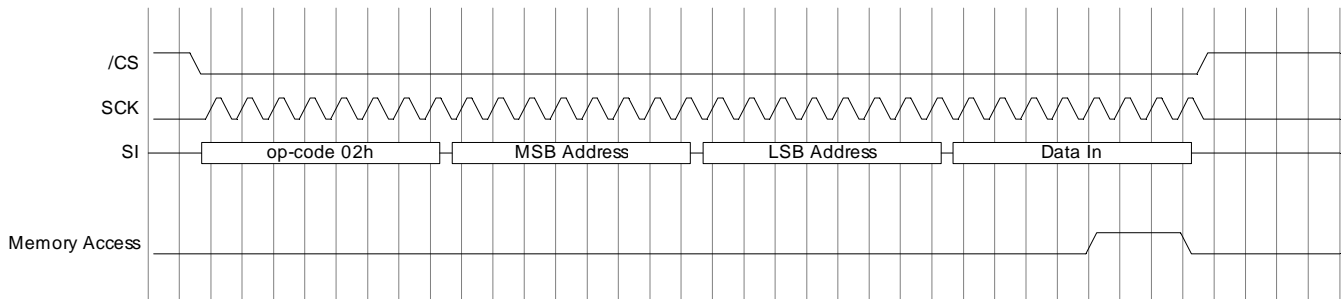 /CS
SCK
SI
op-code 02h MSB Address LSB Address Data In
Memory Access